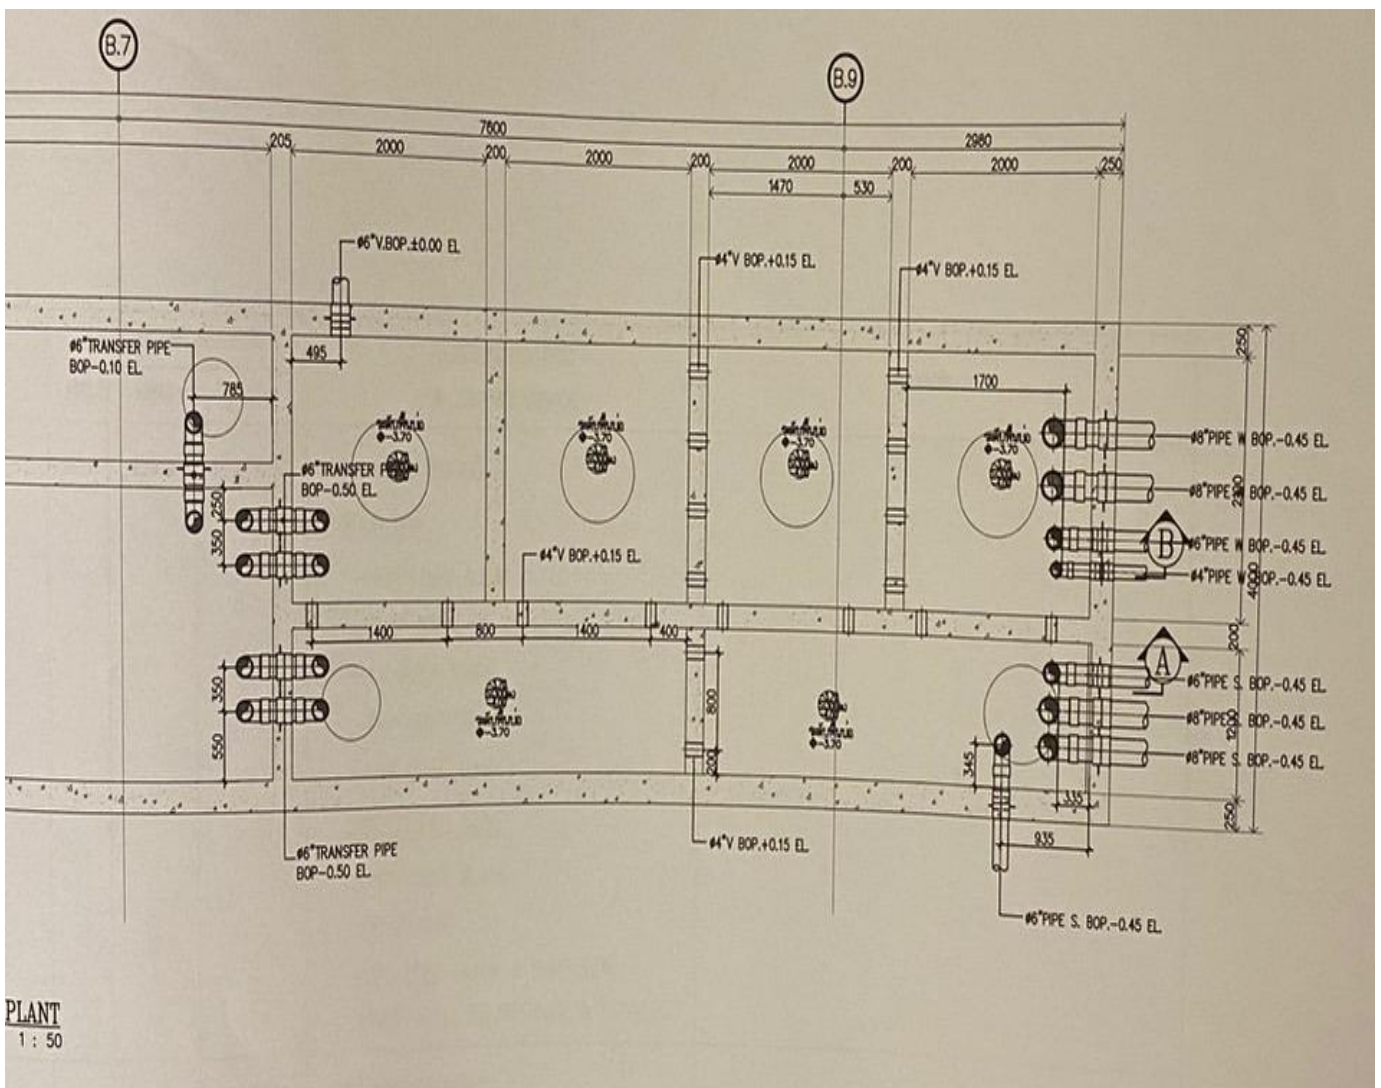 B.7
B.9
7600
2980
205
2000
200
2000
200
2000
200
2000
250
1470
530
ø6"V.BOP.±0.00 EL.
ø4"V BOP.+0.15 EL.
ø4"V BOP.+0.15 EL.
ø6"TRANSFER PIPE
BOP-0.10 EL.
495
785
1700
250
-3.70
-3.70
-3.70
-3.70
ø8"PIPE W BOP.-0.45 EL.
ø6"TRANSFER
BOP-0.50 EL.
ø8"PIPE W BOP.-0.45 EL.
250
350
ø6"PIPE W BOP.-0.45 EL.
B
ø4"V BOP.+0.15 EL.
ø4"PIPE W BOP.-0.45 EL.
4000
1400
800
1400
400
200
A
350
ø6"PIPE S. BOP.-0.45 EL.
800
ø8"PIPE S. BOP.-0.45 EL.
1200
-3.70
-3.70
550
200
345
ø8"PIPE S. BOP.-0.45 EL.
335
250
935
ø4"V BOP.+0.15 EL.
ø6"TRANSFER PIPE
BOP-0.50 EL.
ø6"PIPE S. BOP.-0.45 EL.
PLANT
1 : 50